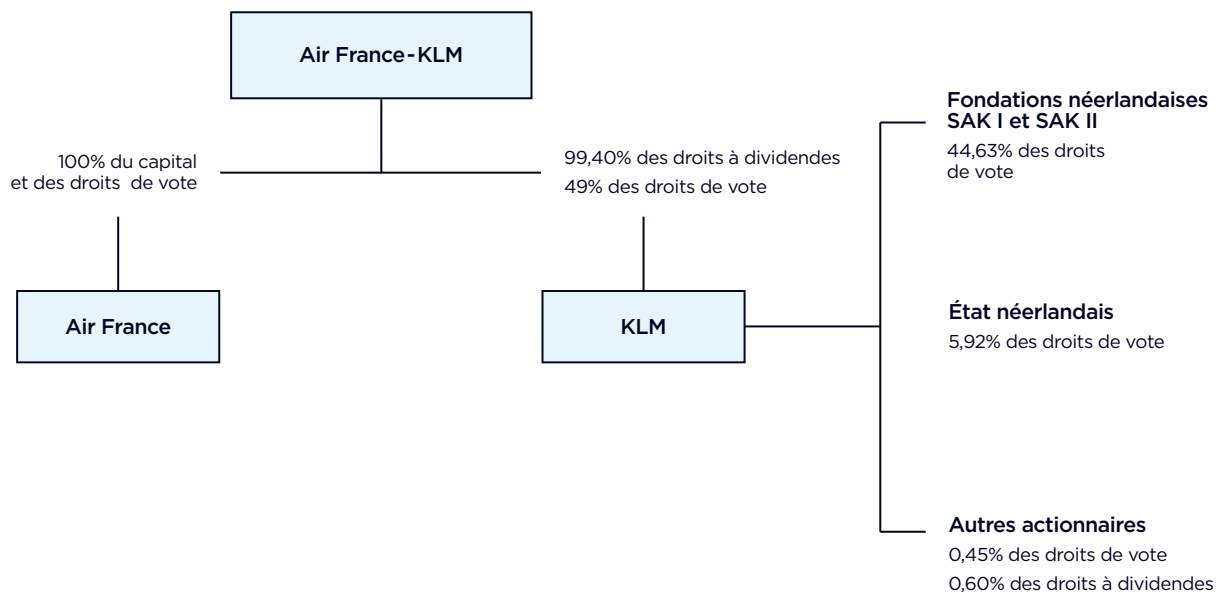 Air France-KLM
100% du capital
et des droits de vote
99,40% des droits à dividendes
49% des droits de vote
Air France
KLM
Fondations néerlandaises
SAK I et SAK II
44,63% des droits
de vote
État néerlandais
5,92% des droits de vote
Autres actionnaires
0,45% des droits de vote
0,60% des droits à dividendes